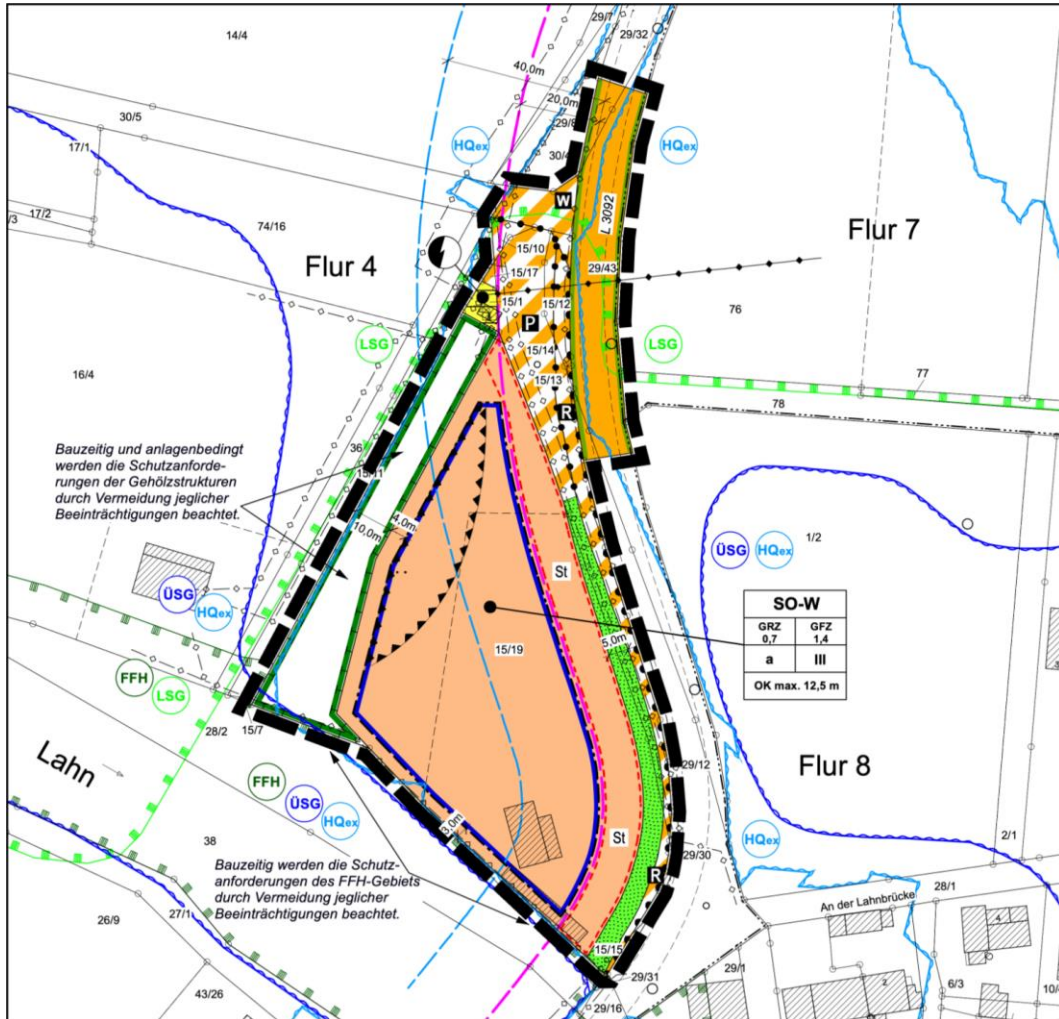 14/4
29/7
29/32
40,0m
20,0m
29/8
30/5
30/4
17/1
HQex
HQex
17/2
W
L 3092
74/16
Flur 4
15/10
Flur 7
15/17
29/43
15/1
15/12
76
P
LSG
15/14
LSG
15/13
16/4
77
78
R
36
Bauzeitig und anlagenbedingt
werden die Schutzanforde-
rungen der Gehölzstrukturen
durch Vermeidung jeglicher
Beeinträchtigungen beachtet.
15/11
4,0m
10,0m
1/2
ÜSG
HQex
St
ÜSG
HQex
SO-W
GRZ
0,7
GFZ
1,4
a
III
OK max. 12,5 m
5,0m
15/19
FFH
LSG
28/2
15/7
Lahn
FFH
ÜSG
HQex
29/12
Flur 8
38
3,0m
St
HQex
2/1
29/30
Bauzeitig werden die Schutz-
anforderungen des FFH-Gebiets
durch Vermeidung jeglicher
Beeinträchtigungen beachtet.
R
28/1
An der Lahnbrücke
26/9
27/1
15/15
4
29/31
29/1
43/26
2
6/3
29/16